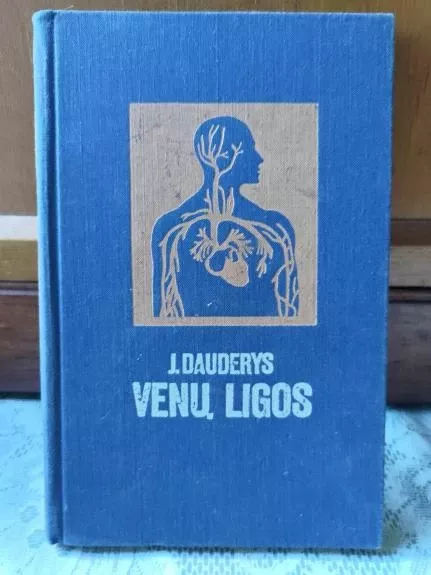 J. DAUDERYS
VENŲ LIGOS